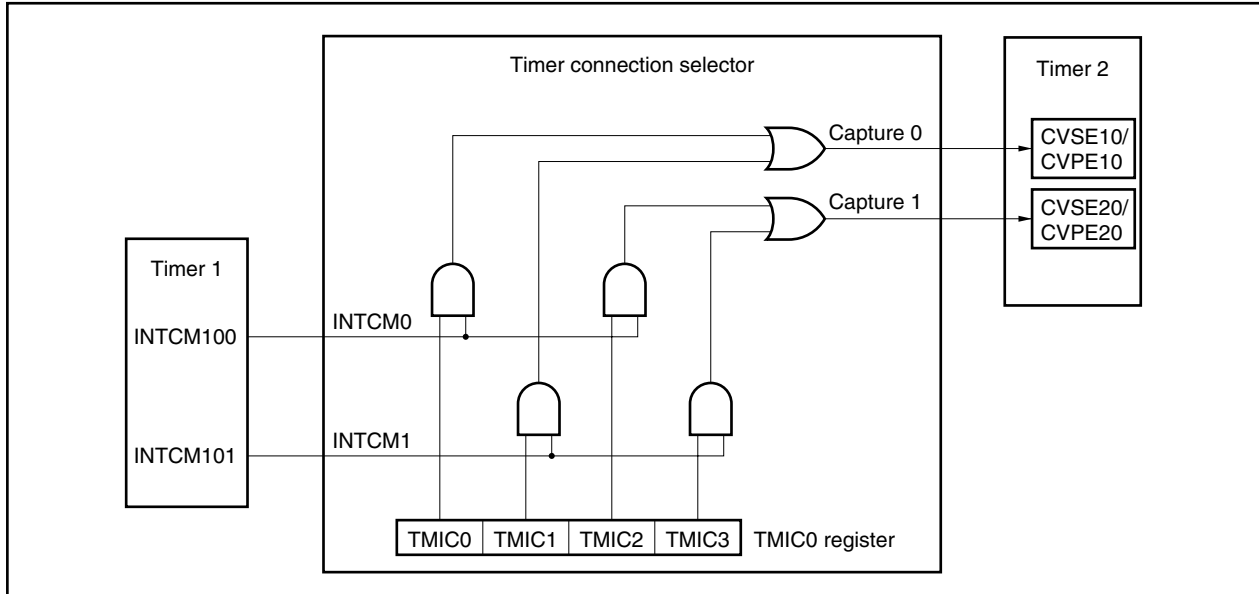 Timer connection selector
Timer 2
Capture 0
CVSE10/
CVPE10
Capture 1
CVSE20/
CVPE20
Timer 1
INTCM100
INTCM0
INTCM101
INTCM1
TMIC0 TMIC1 TMIC2 TMIC3 TMIC0 register